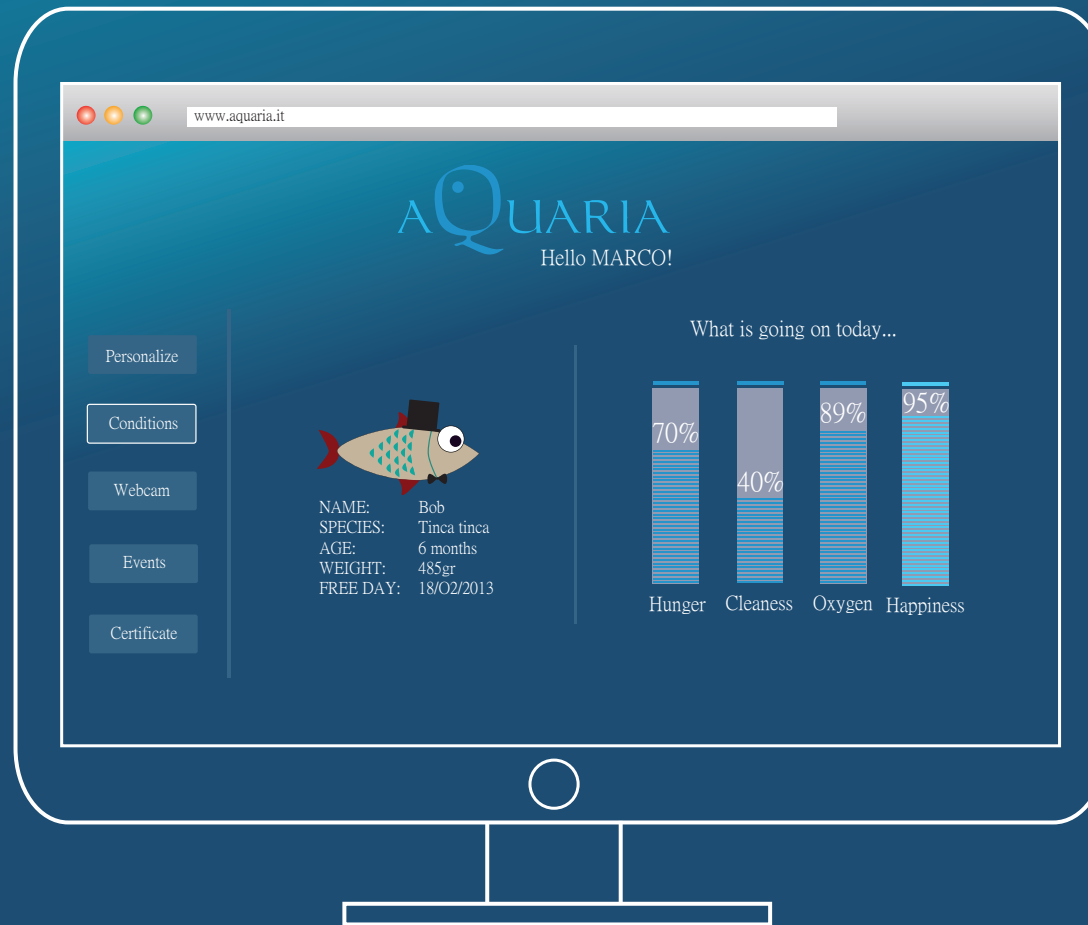 www.aquaria.it
AQUARIA
Hello MARCO!
Personalize
Conditions
Webcam
Events
Certificate
NAME: Bob
SPECIES: Tinca tinca
AGE: 6 months
WEIGHT: 485gr
FREE DAY: 18/O2/2013
What is going on today...
70%
40%
89%
95%
Hunger
Cleaness
Oxygen
Happiness